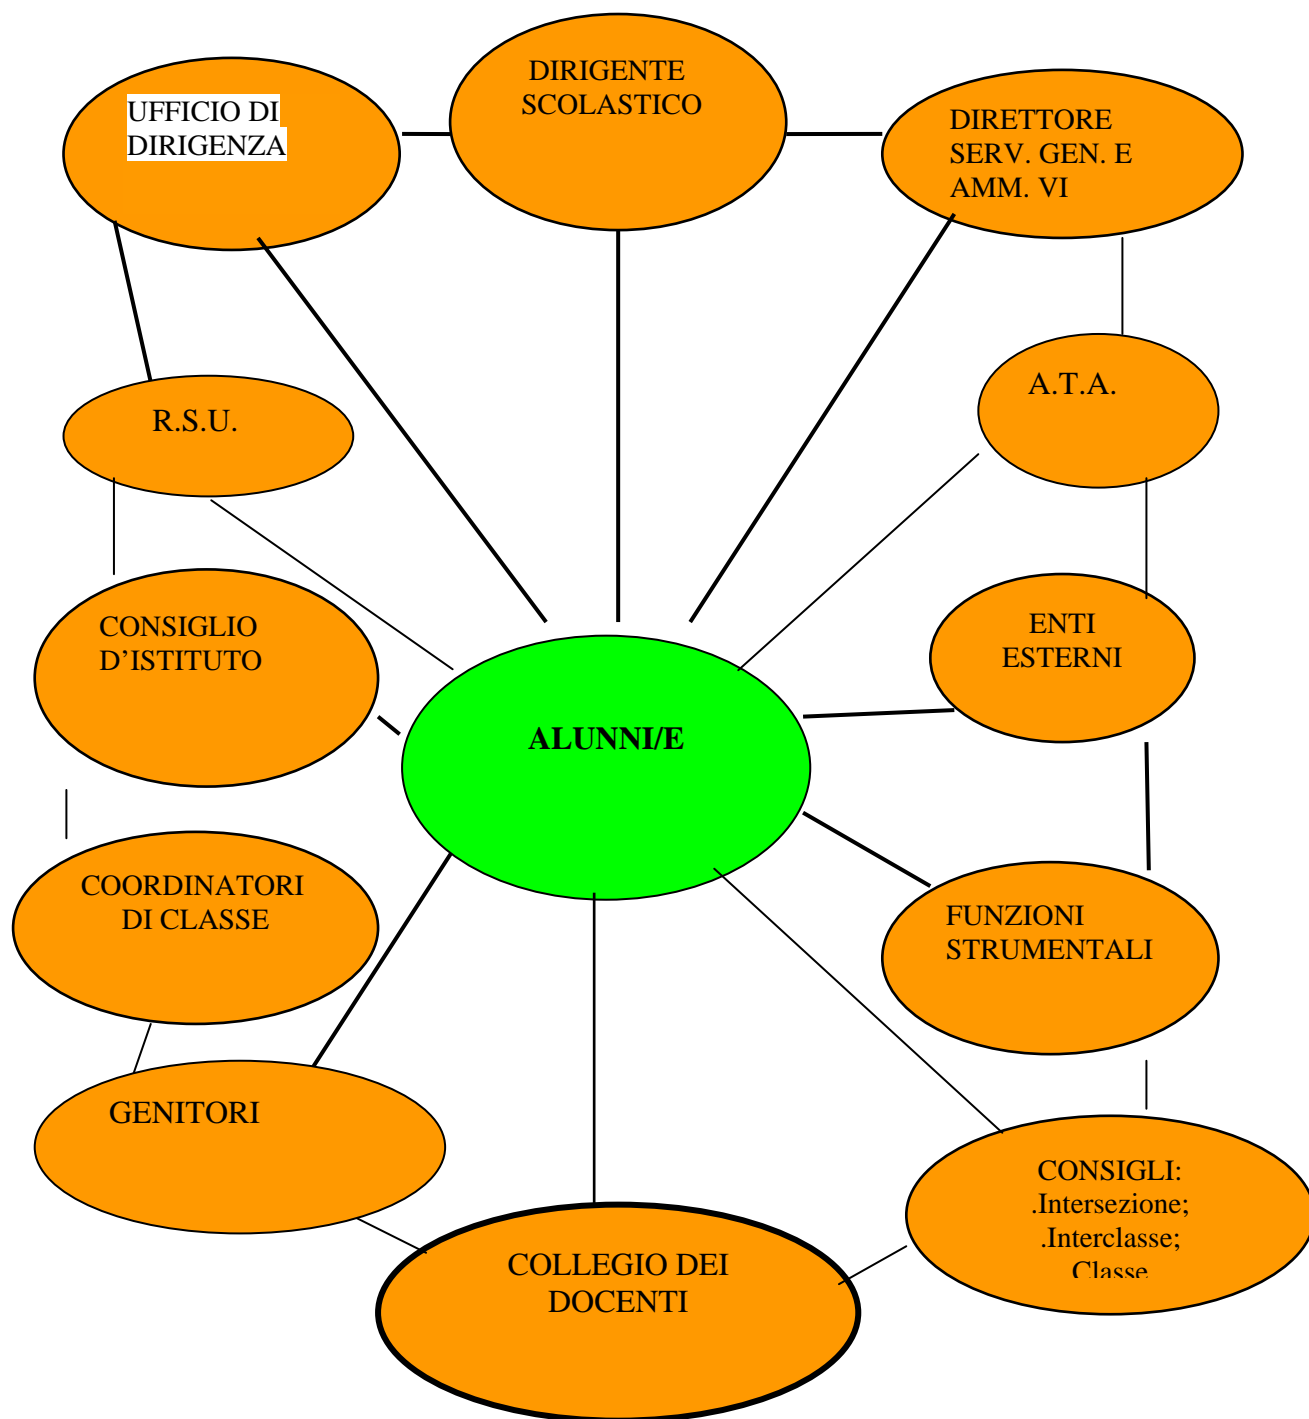 DIRIGENTE
SCOLASTICO
UFFICIO DI
DIRIGENZA
DIRETTORE
SERV. GEN. E
AMM. VI
R.S.U.
A.T.A.
CONSIGLIO
D'ISTITUTO
ENTI
ESTERNI
ALUNNI/E
COORDINATORI
DI CLASSE
FUNZIONI
STRUMENTALI
GENITORI
CONSIGLI:
.Intersezione;
.Interclasse;
Classe
COLLEGIO DEI
DOCENTI